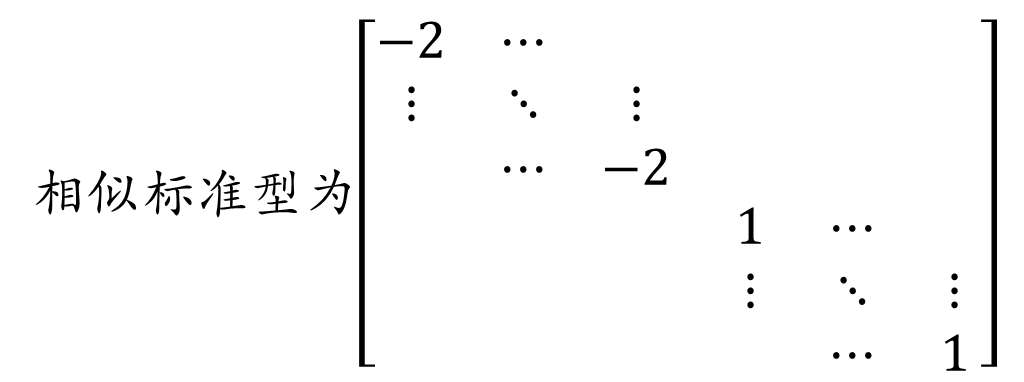 −2 ⋯
⋮ ⋱ ⋮
⋯ −2
相似标准型为
1 ⋯
⋮ ⋱ ⋮
⋯ 1